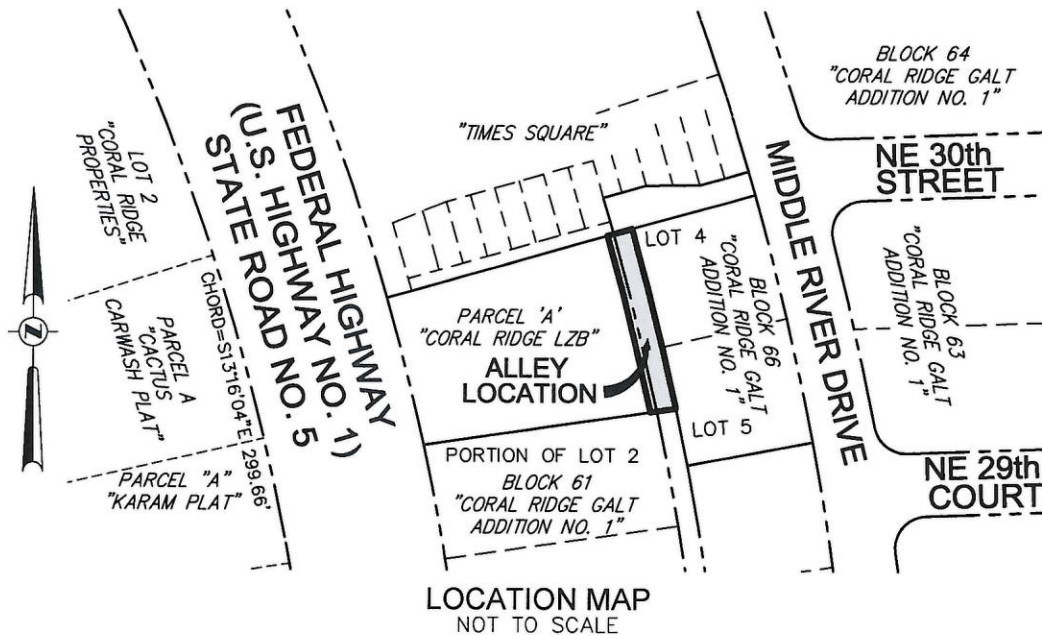 BLOCK 64
"CORAL RIDGE GALT
ADDITION NO. 1"
"TIMES SQUARE"
NE 30th
STREET
LOT 2
"CORAL RIDGE
PROPERTIES"
FEDERAL HIGHWAY
(U.S. HIGHWAY NO. 1)
STATE ROAD NO. 5
MIDDLE RIVER DRIVE
LOT 4
BLOCK 66
"CORAL RIDGE GALT
ADDITION NO. 1"
BLOCK 63
"CORAL RIDGE GALT
ADDITION NO. 1"
N
CHORD=S13°16'04"E 299.66'
PARCEL A
"CACTUS
CARWASH PLAT"
PARCEL 'A'
"CORAL RIDGE LZB"
ALLEY
LOCATION
LOT 5
PARCEL "A"
"KARAM PLAT"
PORTION OF LOT 2
BLOCK 61
"CORAL RIDGE GALT
ADDITION NO. 1"
NE 29th
COURT
LOCATION MAP
NOT TO SCALE